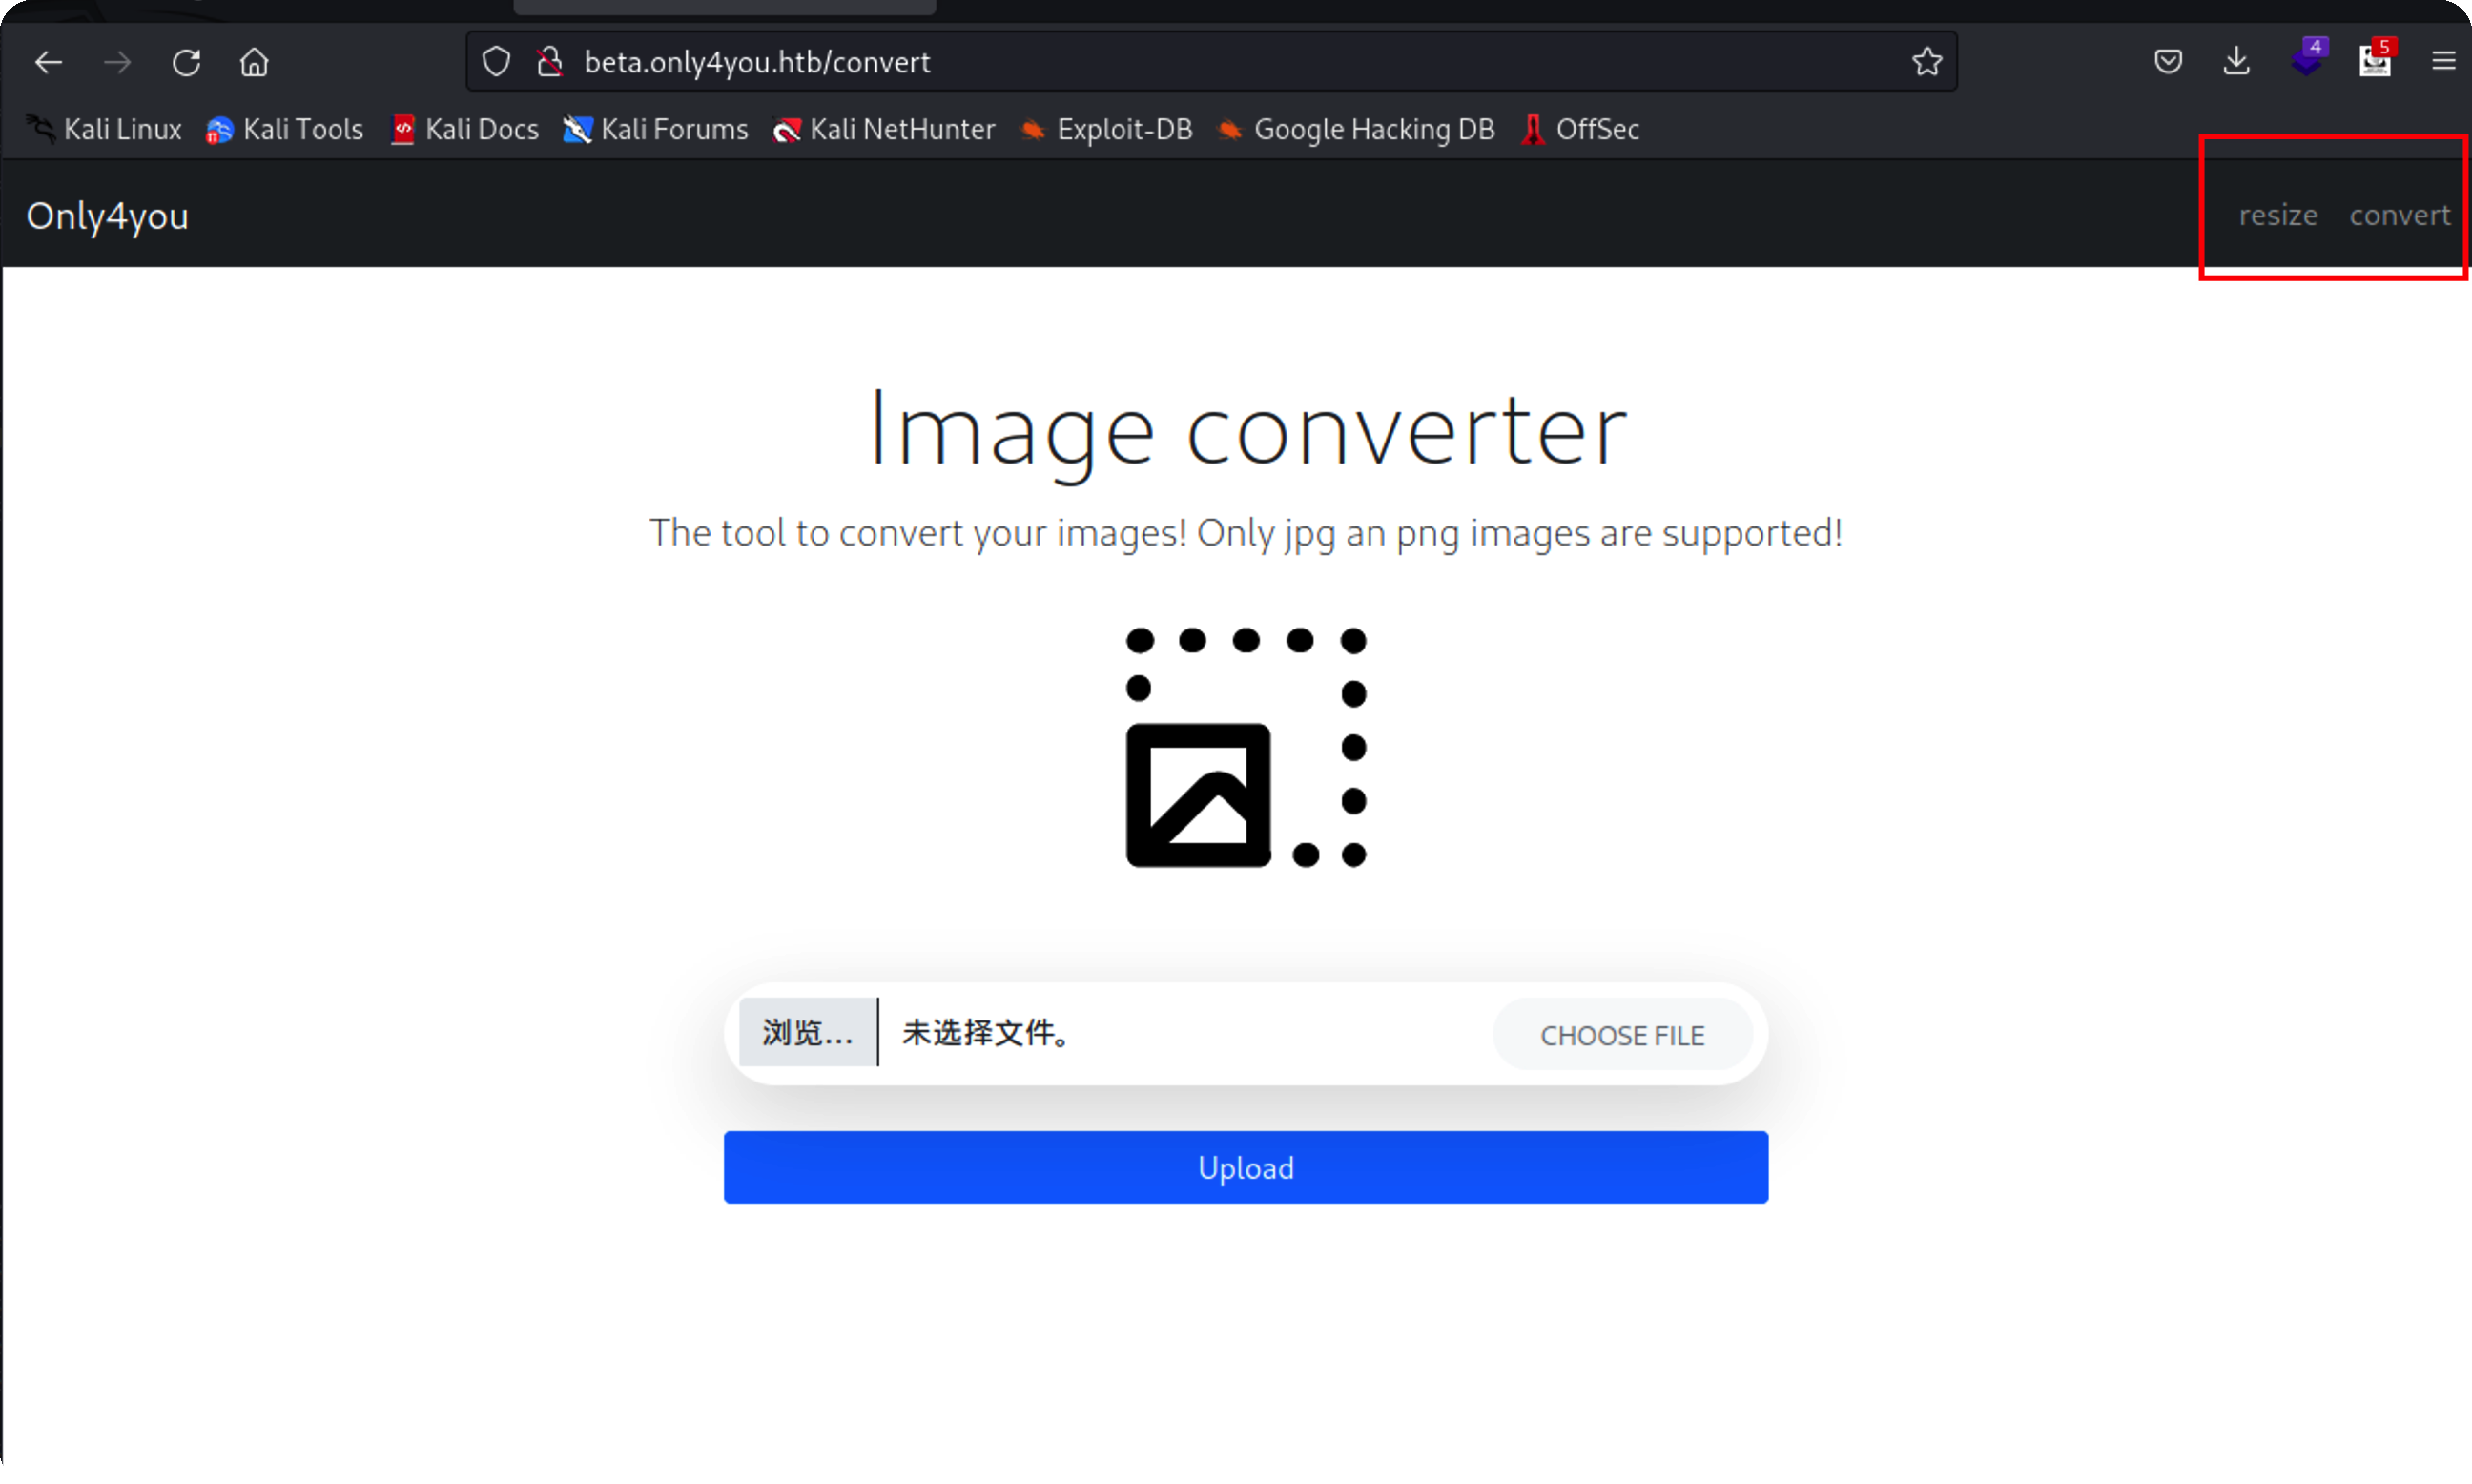 beta.only4you.htb/convert
4
5
Kali Linux Kali Tools Kali Docs Kali Forums Kali NetHunter Exploit-DB Google Hacking DB OffSec
Only4you resize convert
Image converter
The tool to convert your images! Only jpg an png images are supported!
浏览... 未选择文件。 CHOOSE FILE
Upload